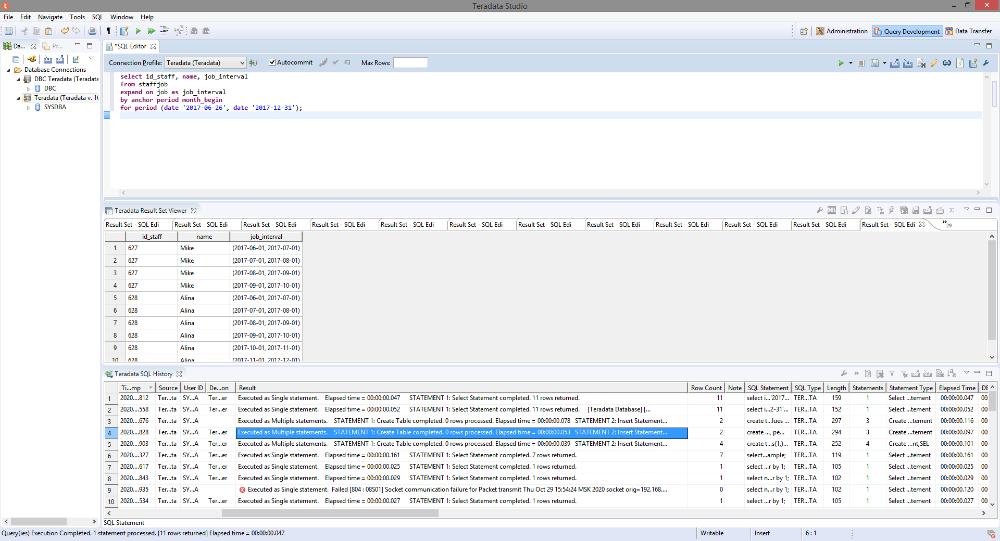 Teradata Studio
File Edit Navigate Tools SQL Window Help
Administration Query Development Data Transfer
Da... Pr...
*SQL Editor
Database Connections
DBC Teradata (Teradata
DBC
Teradata (Teradata v. 16
SYSDBA
Connection Profile: Teradata (Teradata) Autocommit Max Rows:
select id_staff, name, job_interval
from staffjob
expand on job as job_interval
by anchor period month_begin
for period (date '2017-06-26', date '2017-12-31');
Teradata Result Set Viewer
Result Set - SQL Edi Result Set - SQL Edi Result Set - SQL Edi Result Set - SQL Edi Result Set - SQL Edi Result Set - SQL Edi Result Set - SQL Edi Result Set - SQL Edi Result Set - SQL Edi Result Set - SQL Edi Result Set - SQL Edi Result Set - SQL Edi »29
id_staff name job_interval
1 627 Mike (2017-06-01, 2017-07-01)
2 627 Mike (2017-07-01, 2017-08-01)
3 627 Mike (2017-08-01, 2017-09-01)
4 627 Mike (2017-09-01, 2017-10-01)
5 628 Alina (2017-06-01, 2017-07-01)
6 628 Alina (2017-07-01, 2017-08-01)
7 628 Alina (2017-08-01, 2017-09-01)
8 628 Alina (2017-09-01, 2017-10-01)
9 628 Alina (2017-10-01, 2017-11-01)
10 628 Alina (2017-11-01, 2017-12-01)
Teradata SQL History
Ti...mp Source User ID De...on Result Row Count Note SQL Statement SQL Type Length Statements Statement Type Elapsed Time DE
1 2020....812 Ter...ta SY...A Ter...er Executed as Single statement. Elapsed time = 00:00:00.047 STATEMENT 1: Select Statement completed. 11 rows returned. 11 select i...'2017... TER...TA 159 1 Select ...tement 00:00:00.047 00:
2 2020....558 Ter...ta SY...A Ter...er Executed as Single statement. Elapsed time = 00:00:00.052 STATEMENT 1: Select Statement completed. 11 rows returned. [Teradata Database] [... 11 select i...2-31'... TER...TA 152 1 Select ...tement 00:00:00.052 00:
3 2020....676 Ter...ta SY...A Executed as Multiple statements. STATEMENT 1: Create Table completed. 0 rows processed. Elapsed time = 00:00:00.078 STATEMENT 2: Insert Statement... 2 create t...lues ... TER...TA 297 3 Create ...tement 00:00:00.116 00:
4 2020....828 Ter...ta SY...A Ter...er Executed as Multiple statements. STATEMENT 1: Create Table completed. 0 rows processed. Elapsed time = 00:00:00.053 STATEMENT 2: Insert Statement... 2 create ..., pe... TER...TA 294 3 Create ...tement 00:00:00.097 00:
5 2020....903 Ter...ta SY...A Ter...er Executed as Multiple statements. STATEMENT 1: Create Table completed. 0 rows processed. Elapsed time = 00:00:00.039 STATEMENT 2: Insert Statement... 4 create t...s(1,)... TER...TA 252 4 Create ...nt,SEL 00:00:00.101 00:
6 2020....327 Ter...ta SY...A Ter...er Executed as Single statement. Elapsed time = 00:00:00.161 STATEMENT 1: Select Statement completed. 7 rows returned. 7 select...ample; TER...TA 119 1 Select ...tement 00:00:00.161 00:
7 2020....617 Ter...ta SY...A Ter...er Executed as Single statement. Elapsed time = 00:00:00.025 STATEMENT 1: Select Statement completed. 1 rows returned. 1 select ...r by 1; TER...TA 105 1 Select ...tement 00:00:00.025 00:
8 2020....843 Ter...ta SY...A Ter...er Executed as Single statement. Elapsed time = 00:00:00.029 STATEMENT 1: Select Statement completed. 1 rows returned. 1 select n...r by 1; TER...TA 102 1 Select ...tement 00:00:00.029 00:
9 2020....935 Ter...ta SY...A Executed as Single statement. Failed [804 : 08S01] Socket communication failure for Packet transmit Thu Oct 29 15:54:24 MSK 2020 socket orig=192.168.... 0 select n...r by 1; TER...TA 102 1 Select ...tement 00:00:00.120 00:
10 2020....534 Ter...ta SY...A Ter...er Executed as Single statement. Elapsed time = 00:00:00.027 STATEMENT 1: Select Statement completed. 1 rows returned. 1 select ...r by 1; TER...TA 105 1 Select ...tement 00:00:00.027 00:
SQL Statement
Query(ies) Execution Completed. 1 statement processed. [11 rows returned] Elapsed time = 00:00:00.047 Writable Insert 6 : 1